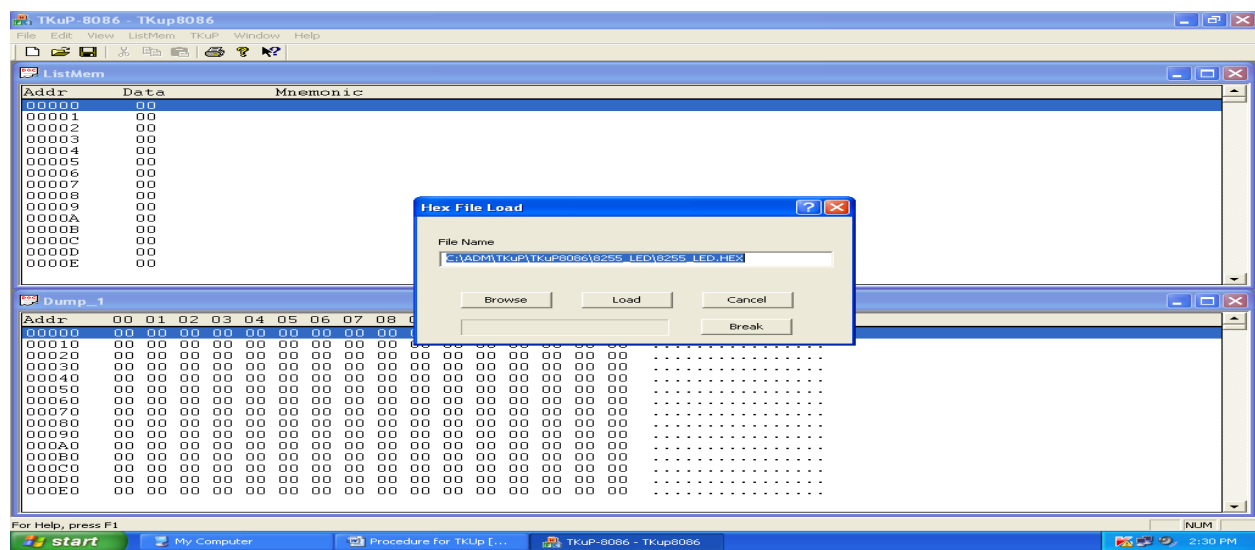 TKuP-8086 - TKup8086
File Edit View ListMem TKuP Window Help
ListMem
Addr Data Mnemonic
00000 00
00001 00
00002 00
00003 00
00004 00
00005 00
00006 00
00007 00
00008 00
00009 00
0000A 00
0000B 00
0000C 00
0000D 00
0000E 00
Hex File Load
File Name
C:\ADM\TKuP\TKuP8086\8255_LED\8255_LED.HEX
Browse Load Cancel
Break
Dump_1
Addr 00 01 02 03 04 05 06 07 08
00000 00 00 00 00 00 00 00 00 00
00010 00 00 00 00 00 00 00 00 00 00 00 00 00 00 00 00 ................
00020 00 00 00 00 00 00 00 00 00 00 00 00 00 00 00 00 ................
00030 00 00 00 00 00 00 00 00 00 00 00 00 00 00 00 00 ................
00040 00 00 00 00 00 00 00 00 00 00 00 00 00 00 00 00 ................
00050 00 00 00 00 00 00 00 00 00 00 00 00 00 00 00 00 ................
00060 00 00 00 00 00 00 00 00 00 00 00 00 00 00 00 00 ................
00070 00 00 00 00 00 00 00 00 00 00 00 00 00 00 00 00 ................
00080 00 00 00 00 00 00 00 00 00 00 00 00 00 00 00 00 ................
00090 00 00 00 00 00 00 00 00 00 00 00 00 00 00 00 00 ................
000A0 00 00 00 00 00 00 00 00 00 00 00 00 00 00 00 00 ................
000B0 00 00 00 00 00 00 00 00 00 00 00 00 00 00 00 00 ................
000C0 00 00 00 00 00 00 00 00 00 00 00 00 00 00 00 00 ................
000D0 00 00 00 00 00 00 00 00 00 00 00 00 00 00 00 00 ................
000E0 00 00 00 00 00 00 00 00 00 00 00 00 00 00 00 00 ................
For Help, press F1 NUM
start My Computer Procedure for TKUp [... TKuP-8086 - TKup8086 2:30 PM